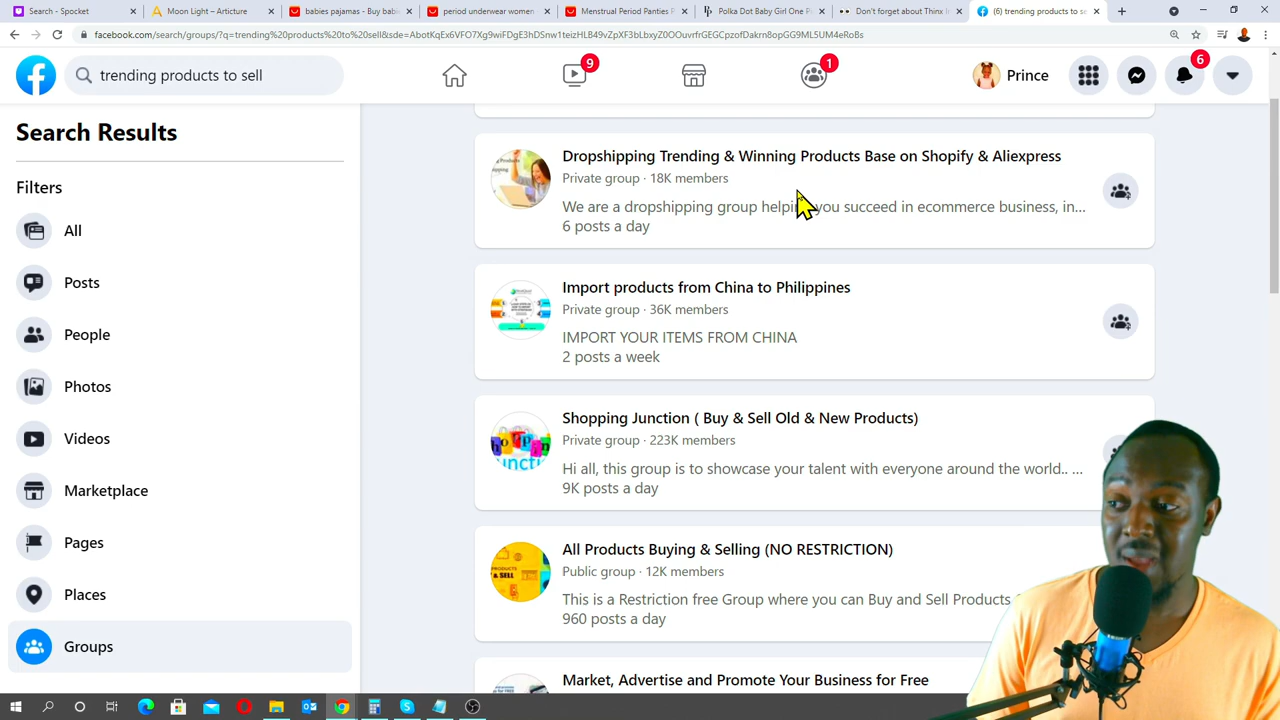 Search - Spocket
Moon Light – Articture
babies pajamas - Buy babi
period underwear women
Menstrual Period Panties P
Polka Dot Baby Girl One P
Don't forget about Thinx I
(6) trending products to se
facebook.com/search/groups/?q=trending%20products%20to%20sell&sde=AbotKqEx6VFO7Xg9wiFDgE3hDSnw1teizHLB49vZpXF3bLbxyZ0OOuvrfrGEGCpzofDakrn8opGG9ML5UM4eRoBs
trending products to sell
9
1
Prince
6
Search Results
Filters
All
Posts
People
Photos
Videos
Marketplace
Pages
Places
Groups
Dropshipping Trending & Winning Products Base on Shopify & Aliexpress
Private group · 18K members
We are a dropshipping group helpi you succeed in ecommerce business, in...
6 posts a day
Import products from China to Philippines
Private group · 36K members
IMPORT YOUR ITEMS FROM CHINA
2 posts a week
Shopping Junction ( Buy & Sell Old & New Products)
Private group · 223K members
Hi all, this group is to showcase your talent with everyone around the world.. ...
9K posts a day
All Products Buying & Selling (NO RESTRICTION)
Public group · 12K members
This is a Restriction free Group where you can Buy and Sell Products
960 posts a day
Market, Advertise and Promote Your Business for Free